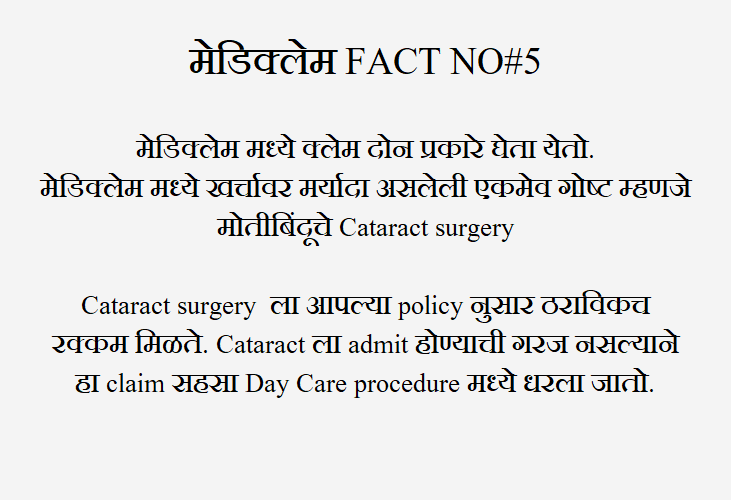 मेडिक्लेम FACT NO#5
मेडिक्लेम मध्ये क्लेम दोन प्रकारे घेता येतो.
मेडिक्लेम मध्ये खर्चावर मर्यादा असलेली एकमेव गोष्ट म्हणजे
मोतीबिंदूचे Cataract surgery
Cataract surgery ला आपल्या policy नुसार ठराविकच
रक्कम मिळते. Cataract ला admit होण्याची गरज नसल्याने
हा claim सहसा Day Care procedure मध्ये धरला जातो.